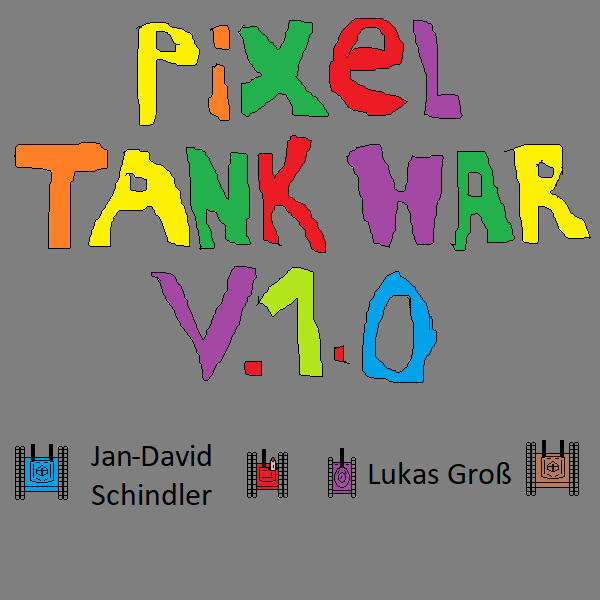 PixeL
TANK WAR
V.1.0
Jan-David
Schindler
Lukas Groß